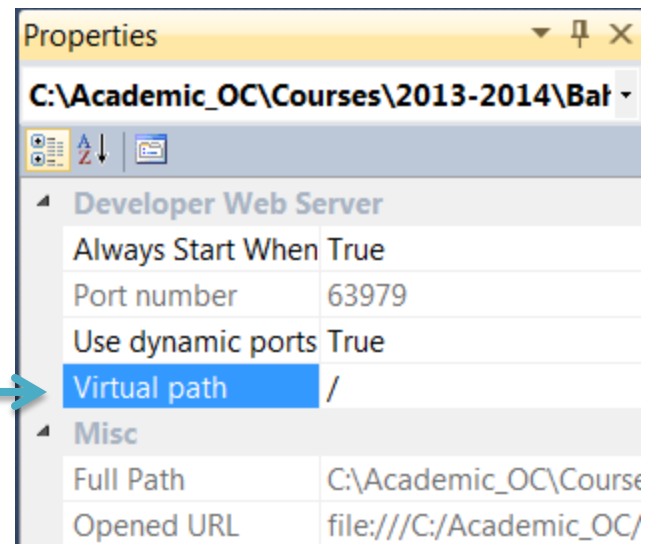 Properties
C:\Academic_OC\Courses\2013-2014\Bah
Developer Web Server
Always Start When True
Port number 63979
Use dynamic ports True
Virtual path /
Misc
Full Path C:\Academic_OC\Course
Opened URL file:///C:/Academic_OC/